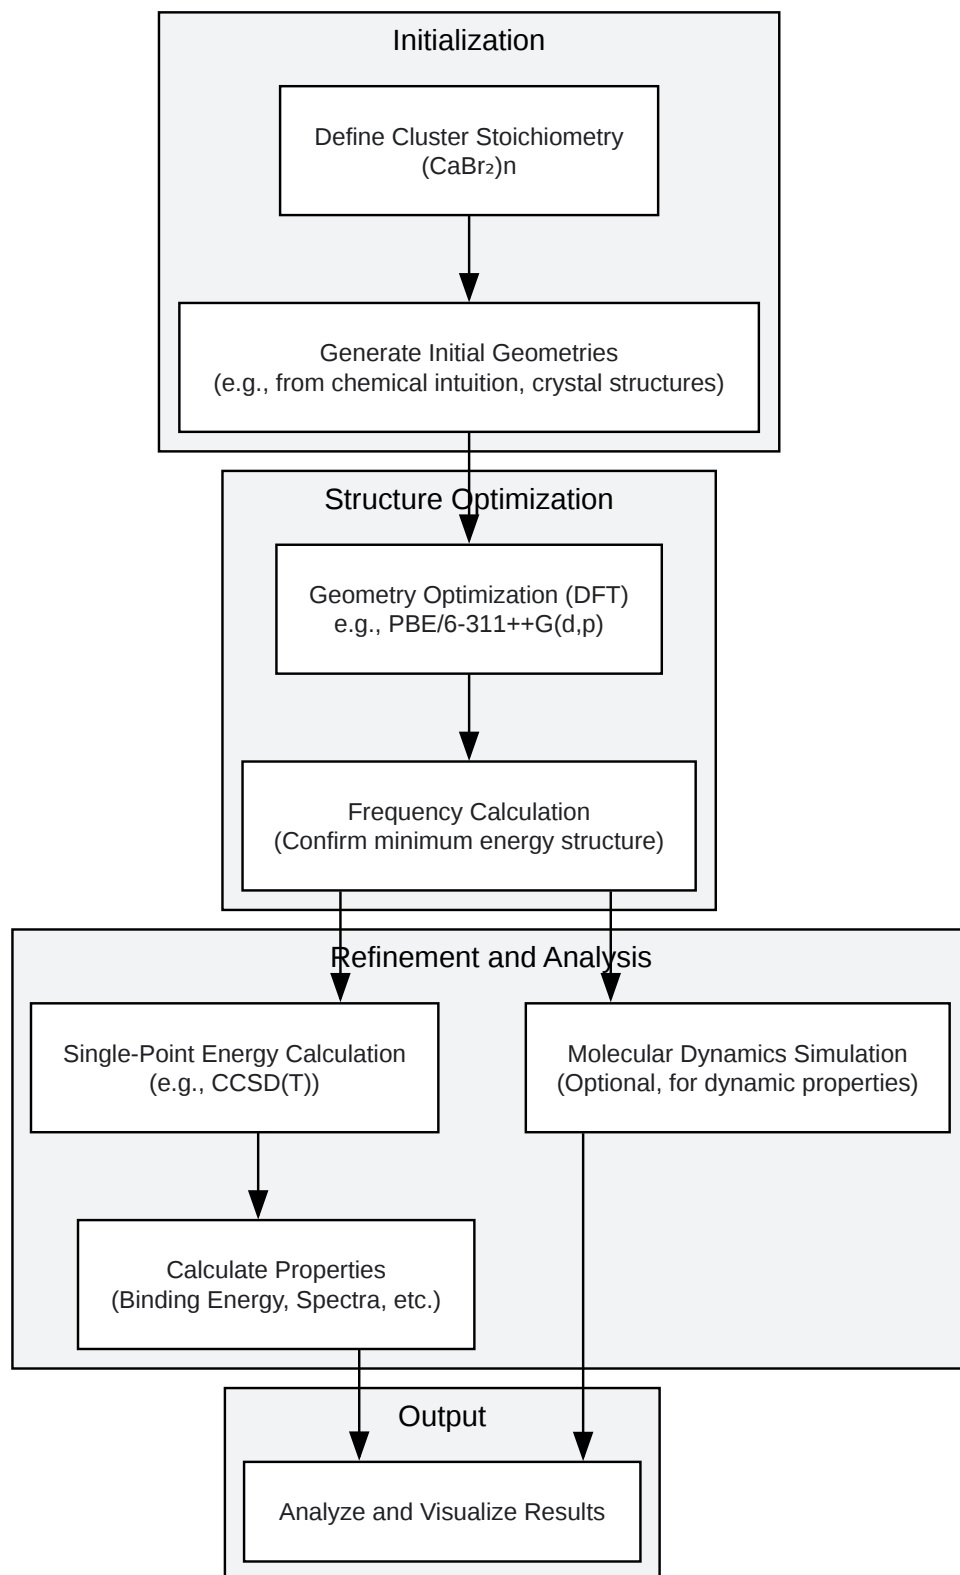 Initialization
Define Cluster Stoichiometry
(CaBr₂)n
Generate Initial Geometries
(e.g., from chemical intuition, crystal structures)
Structure Optimization
Geometry Optimization (DFT)
e.g., PBE/6-311++G(d,p)
Frequency Calculation
(Confirm minimum energy structure)
Refinement and Analysis
Single-Point Energy Calculation
(e.g., CCSD(T))
Molecular Dynamics Simulation
(Optional, for dynamic properties)
Calculate Properties
(Binding Energy, Spectra, etc.)
Output
Analyze and Visualize Results